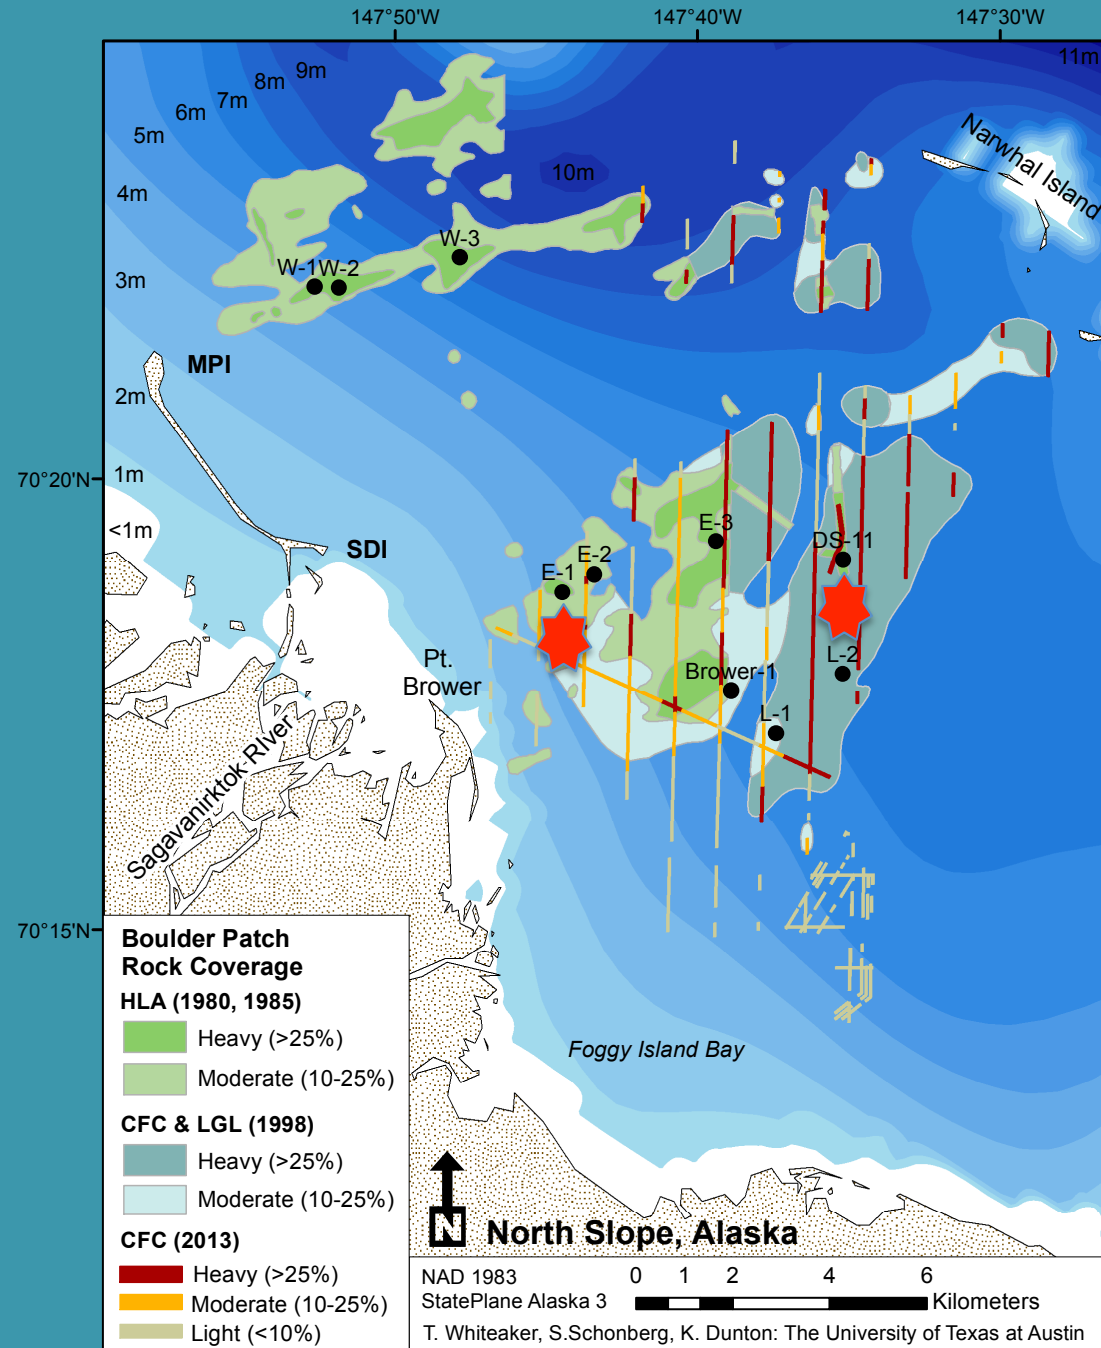 147°50'W
147°40'W
147°30'W
11m
9m
8m
7m
6m
5m
4m
3m
2m
1m
<1m
10m
Narwhal Island
W-3
W-1
W-2
MPI
SDI
70°20'N
70°15'N
E-3
E-2
E-1
DS-11
L-2
Brower-1
L-1
Pt.
Brower
Sagavanirktok-RIver
Foggy Island Bay
Boulder Patch
Rock Coverage
HLA (1980, 1985)
Heavy (>25%)
Moderate (10-25%)
CFC & LGL (1998)
Heavy (>25%)
Moderate (10-25%)
CFC (2013)
Heavy (>25%)
Moderate (10-25%)
Light (<10%)
N
North Slope, Alaska
NAD 1983
StatePlane Alaska 3
0 1 2 4 6
Kilometers
T. Whiteaker, S.Schonberg, K. Dunton: The University of Texas at Austin